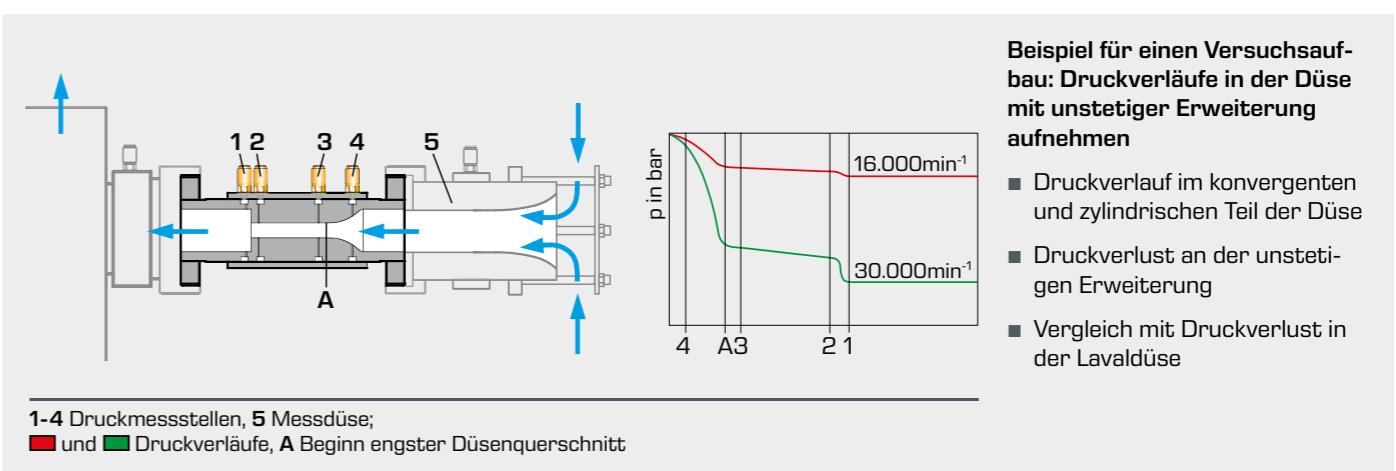 1 2 3 4 5
A
p in bar
16.000min-1
30.000min-1
4 A3 2 1
Beispiel für einen Versuchsauf-
bau: Druckverläufe in der Düse
mit unstetiger Erweiterung
aufnehmen
■ Druckverlauf im konvergenten
und zylindrischen Teil der Düse
■ Druckverlust an der unsteti-
gen Erweiterung
■ Vergleich mit Druckverlust in
der Lavaldüse
1-4 Druckmessstellen, 5 Messdüse;
und Druckverläufe, A Beginn engster Düsenquerschnitt